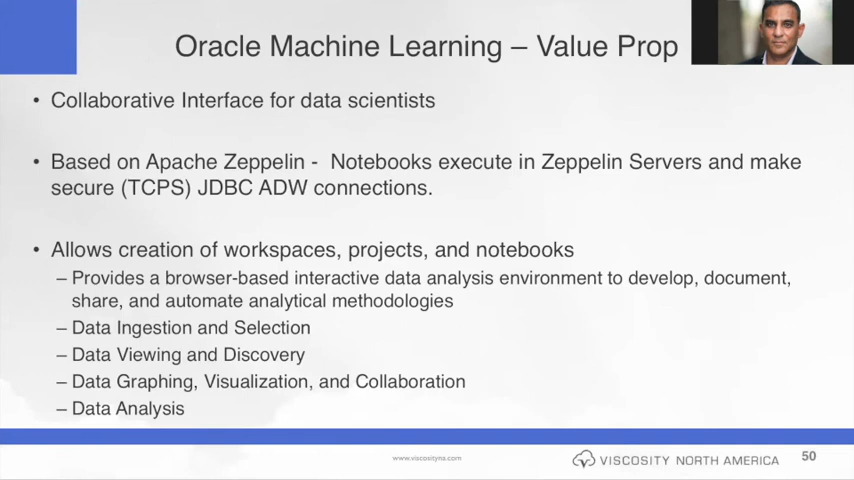 Oracle Machine Learning – Value Prop
• Collaborative Interface for data scientists
• Based on Apache Zeppelin - Notebooks execute in Zeppelin Servers and make
secure (TCPS) JDBC ADW connections.
• Allows creation of workspaces, projects, and notebooks
– Provides a browser-based interactive data analysis environment to develop, document,
share, and automate analytical methodologies
– Data Ingestion and Selection
– Data Viewing and Discovery
– Data Graphing, Visualization, and Collaboration
– Data Analysis
www.viscosityna.com
VISCOSITY NORTH AMERICA
50